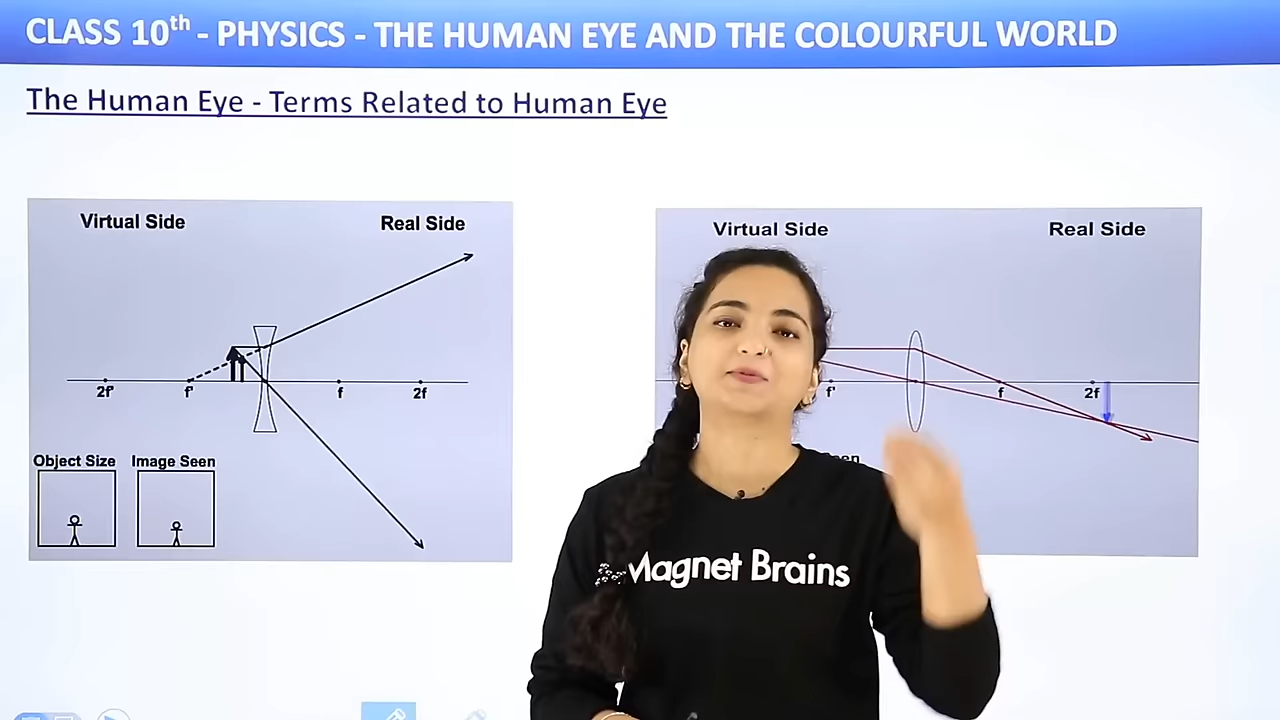 CLASS 10th - PHYSICS - THE HUMAN EYE AND THE COLOURFUL WORLD
The Human Eye - Terms Related to Human Eye
Virtual Side Real Side
2f' f' f 2f
Object Size Image Seen
Virtual Side Real Side
f' f 2f
Magnet Brains